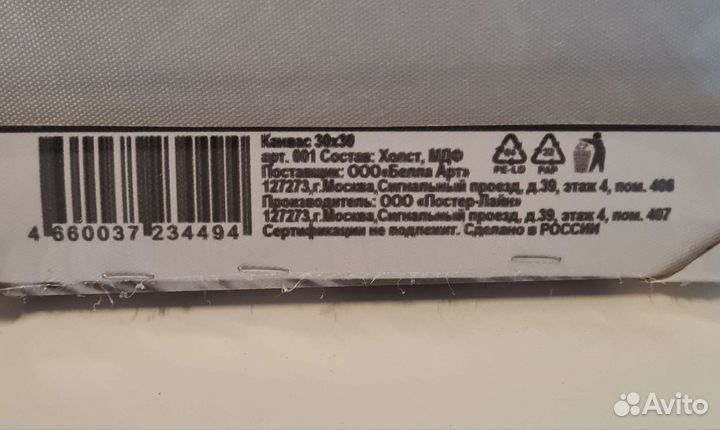 Канвас 30х30
арт. 001 Состав: Холст, МДФ
Поставщик: ООО«Белла Арт»
127273,г.Москва,Сигнальный проезд, д.39, этаж 4, пом. 406
Производитель: ООО «Постер-Лайн»
127273,г.Москва,Сигнальный проезд, д.39, этаж 4, пом. 407
Сертификации не подлежит. Сделано в РОССИИ
4 660037 234494
PE-LD PAP
Avito